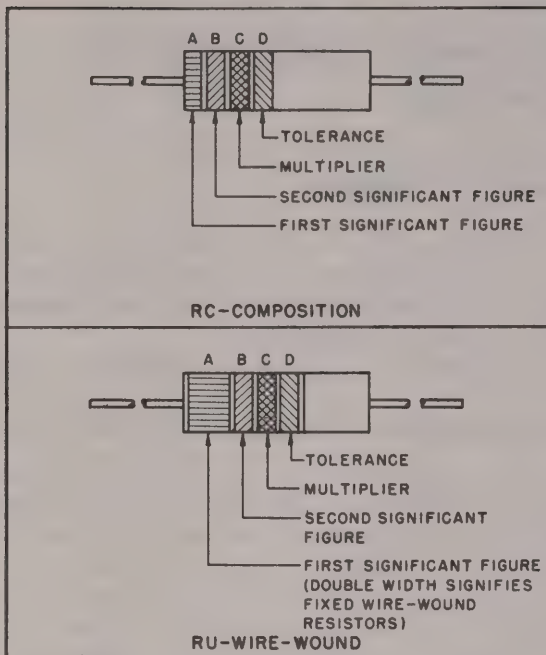 A B C D
TOLERANCE
MULTIPLIER
SECOND SIGNIFICANT FIGURE
FIRST SIGNIFICANT FIGURE
RC-COMPOSITION
A B C D
TOLERANCE
MULTIPLIER
SECOND SIGNIFICANT
FIGURE
FIRST SIGNIFICANT FIGURE
(DOUBLE WIDTH SIGNIFIES
FIXED WIRE-WOUND
RESISTORS)
RU-WIRE-WOUND